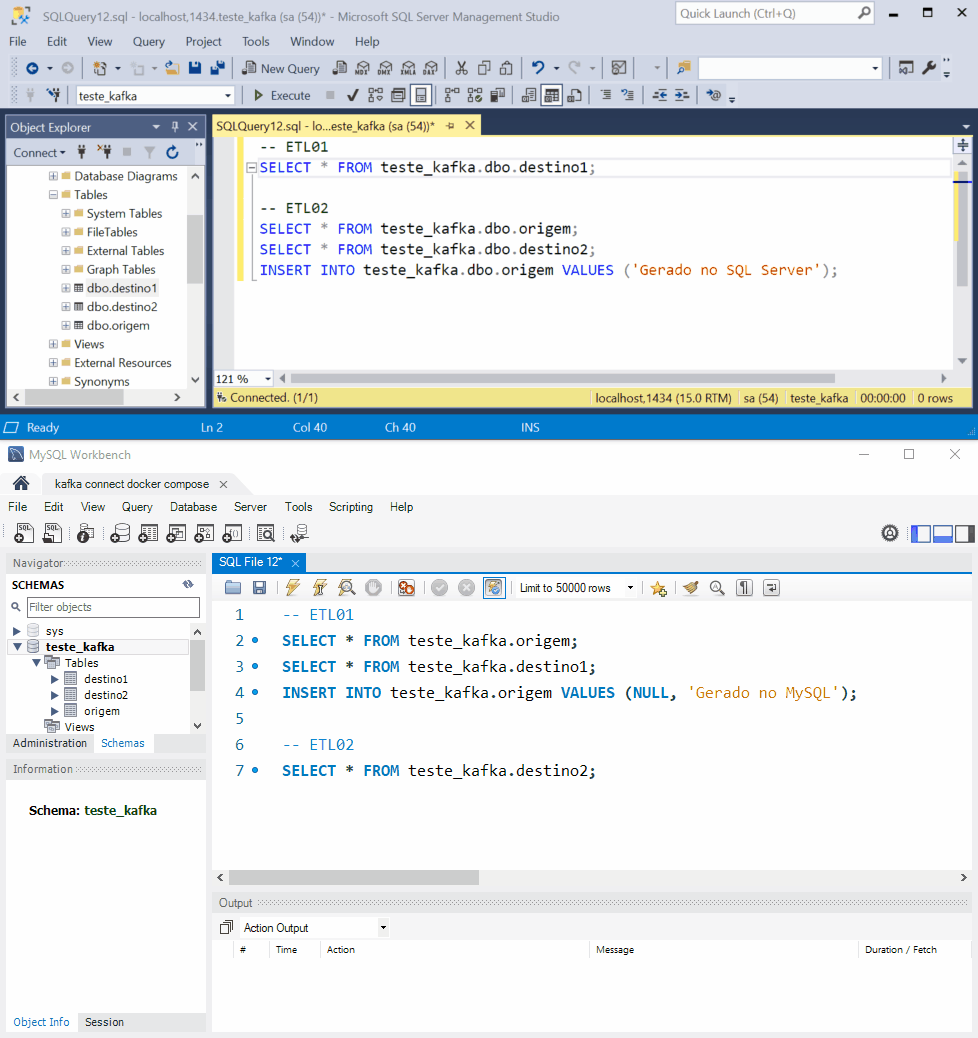 SQLQuery12.sql - localhost,1434.teste_kafka (sa (54))* - Microsoft SQL Server Management Studio
Quick Launch (Ctrl+Q)
File Edit View Query Project Tools Window Help
New Query MDX DMX XMLA DAX
teste_kafka Execute
Object Explorer
SQLQuery12.sql - lo...este_kafka (sa (54))*
Connect
Database Diagrams
Tables
System Tables
FileTables
External Tables
Graph Tables
dbo.destino1
dbo.destino2
dbo.origem
Views
External Resources
Synonyms
-- ETL01
SELECT * FROM teste_kafka.dbo.destino1;
-- ETL02
SELECT * FROM teste_kafka.dbo.origem;
SELECT * FROM teste_kafka.dbo.destino2;
INSERT INTO teste_kafka.dbo.origem VALUES ('Gerado no SQL Server');
121 %
Connected. (1/1) localhost,1434 (15.0 RTM) sa (54) teste_kafka 00:00:00 0 rows
Ready Ln 2 Col 40 Ch 40 INS
MySQL Workbench
kafka connect docker compose
File Edit View Query Database Server Tools Scripting Help
SQL SQL
Navigator
SCHEMAS
Filter objects
sys
teste_kafka
Tables
destino1
destino2
origem
Views
Administration Schemas
Information
Schema: teste_kafka
Object Info Session
SQL File 12*
Limit to 50000 rows
1 -- ETL01
2 SELECT * FROM teste_kafka.origem;
3 SELECT * FROM teste_kafka.destino1;
4 INSERT INTO teste_kafka.origem VALUES (NULL, 'Gerado no MySQL');
5
6 -- ETL02
7 SELECT * FROM teste_kafka.destino2;
Output
Action Output
# Time Action Message Duration / Fetch